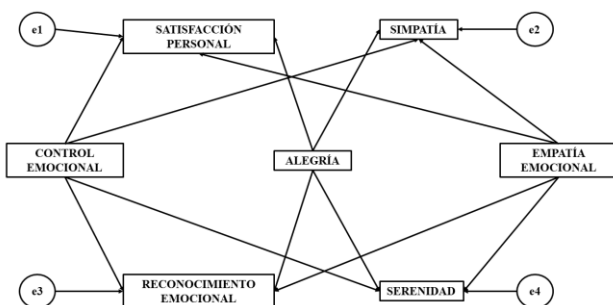 e1
SATISFACCIÓN
PERSONAL
SIMPATÍA
e2
CONTROL
EMOCIONAL
ALEGRÍA
EMPATÍA
EMOCIONAL
e3
RECONOCIMIENTO
EMOCIONAL
SERENIDAD
e4